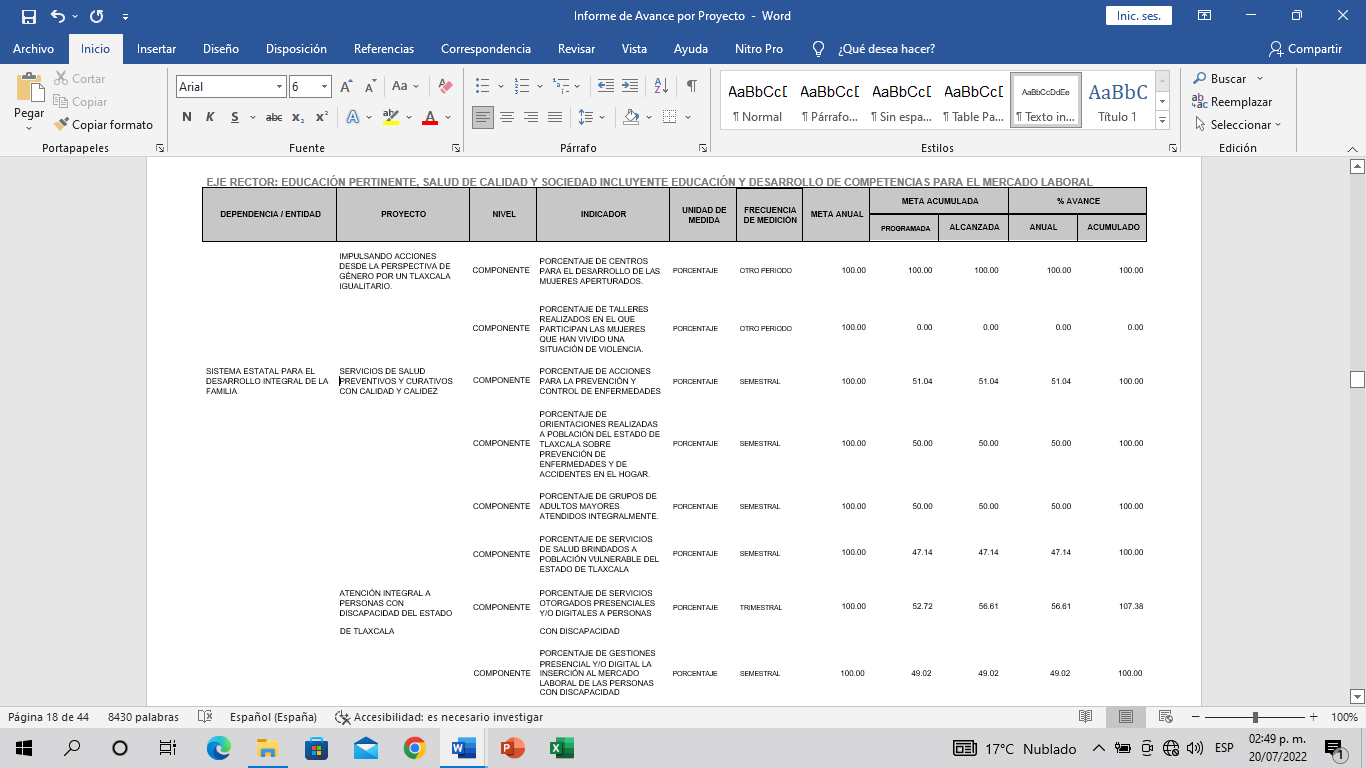 Informe de Avance por Proyecto - Word
Inic. ses.
Archivo Inicio Insertar Diseño Disposición Referencias Correspondencia Revisar Vista Ayuda Nitro Pro ¿Qué desea hacer? Compartir
Pegar
Cortar
Copiar
Copiar formato
Portapapeles
Arial 6
N K S abc x₂ x²
Fuente
Párrafo
AaBbCcDc AaBbCcDc AaBbCcDc AaBbCcDc AaBbCcDdEe AaBbC
¶ Normal ¶ Párrafo... ¶ Sin espa... ¶ Table Pa... ¶ Texto in... Título 1
Estilos
Buscar
Reemplazar
Seleccionar
Edición
EJE RECTOR: EDUCACIÓN PERTINENTE, SALUD DE CALIDAD Y SOCIEDAD INCLUYENTE EDUCACIÓN Y DESARROLLO DE COMPETENCIAS PARA EL MERCADO LABORAL
DEPENDENCIA / ENTIDAD
PROYECTO
NIVEL
INDICADOR
UNIDAD DE
MEDIDA
FRECUENCIA
DE MEDICIÓN
META ANUAL
META ACUMULADA
PROGRAMADA ALCANZADA
% AVANCE
ANUAL ACUMULADO
IMPULSANDO ACCIONES
DESDE LA PERSPECTIVA DE
GÉNERO POR UN TLAXCALA
IGUALITARIO.
COMPONENTE
PORCENTAJE DE CENTROS
PARA EL DESARROLLO DE LAS
MUJERES APERTURADOS.
PORCENTAJE OTRO PERIODO 100.00 100.00 100.00 100.00 100.00
COMPONENTE
PORCENTAJE DE TALLERES
REALIZADOS EN EL QUE
PARTICIPAN LAS MUJERES
QUE HAN VIVIDO UNA
SITUACIÓN DE VIOLENCIA.
PORCENTAJE OTRO PERIODO 100.00 0.00 0.00 0.00 0.00
SISTEMA ESTATAL PARA EL
DESARROLLO INTEGRAL DE LA
FAMILIA
SERVICIOS DE SALUD
PREVENTIVOS Y CURATIVOS
CON CALIDAD Y CALIDEZ
COMPONENTE
PORCENTAJE DE ACCIONES
PARA LA PREVENCIÓN Y
CONTROL DE ENFERMEDADES
PORCENTAJE SEMESTRAL 100.00 51.04 51.04 51.04 100.00
COMPONENTE
PORCENTAJE DE
ORIENTACIONES REALIZADAS
A POBLACIÓN DEL ESTADO DE
TLAXCALA SOBRE
PREVENCIÓN DE
ENFERMEDADES Y DE
ACCIDENTES EN EL HOGAR.
PORCENTAJE SEMESTRAL 100.00 50.00 50.00 50.00 100.00
COMPONENTE
PORCENTAJE DE GRUPOS DE
ADULTOS MAYORES
ATENDIDOS INTEGRALMENTE.
PORCENTAJE SEMESTRAL 100.00 50.00 50.00 50.00 100.00
COMPONENTE
PORCENTAJE DE SERVICIOS
DE SALUD BRINDADOS A
POBLACIÓN VULNERABLE DEL
ESTADO DE TLAXCALA
PORCENTAJE SEMESTRAL 100.00 47.14 47.14 47.14 100.00
ATENCIÓN INTEGRAL A
PERSONAS CON
DISCAPACIDAD DEL ESTADO
DE TLAXCALA
COMPONENTE
PORCENTAJE DE SERVICIOS
OTORGADOS PRESENCIALES
Y/O DIGITALES A PERSONAS
CON DISCAPACIDAD
PORCENTAJE TRIMESTRAL 100.00 52.72 56.61 56.61 107.38
COMPONENTE
PORCENTAJE DE GESTIONES
PRESENCIAL Y/O DIGITAL LA
INSERCIÓN AL MERCADO
LABORAL DE LAS PERSONAS
CON DISCAPACIDAD
PORCENTAJE SEMESTRAL 100.00 49.02 49.02 49.02 100.00
Página 18 de 44 8430 palabras Español (España) Accesibilidad: es necesario investigar 100%
17°C Nublado ESP 02:49 p. m.
20/07/2022
1